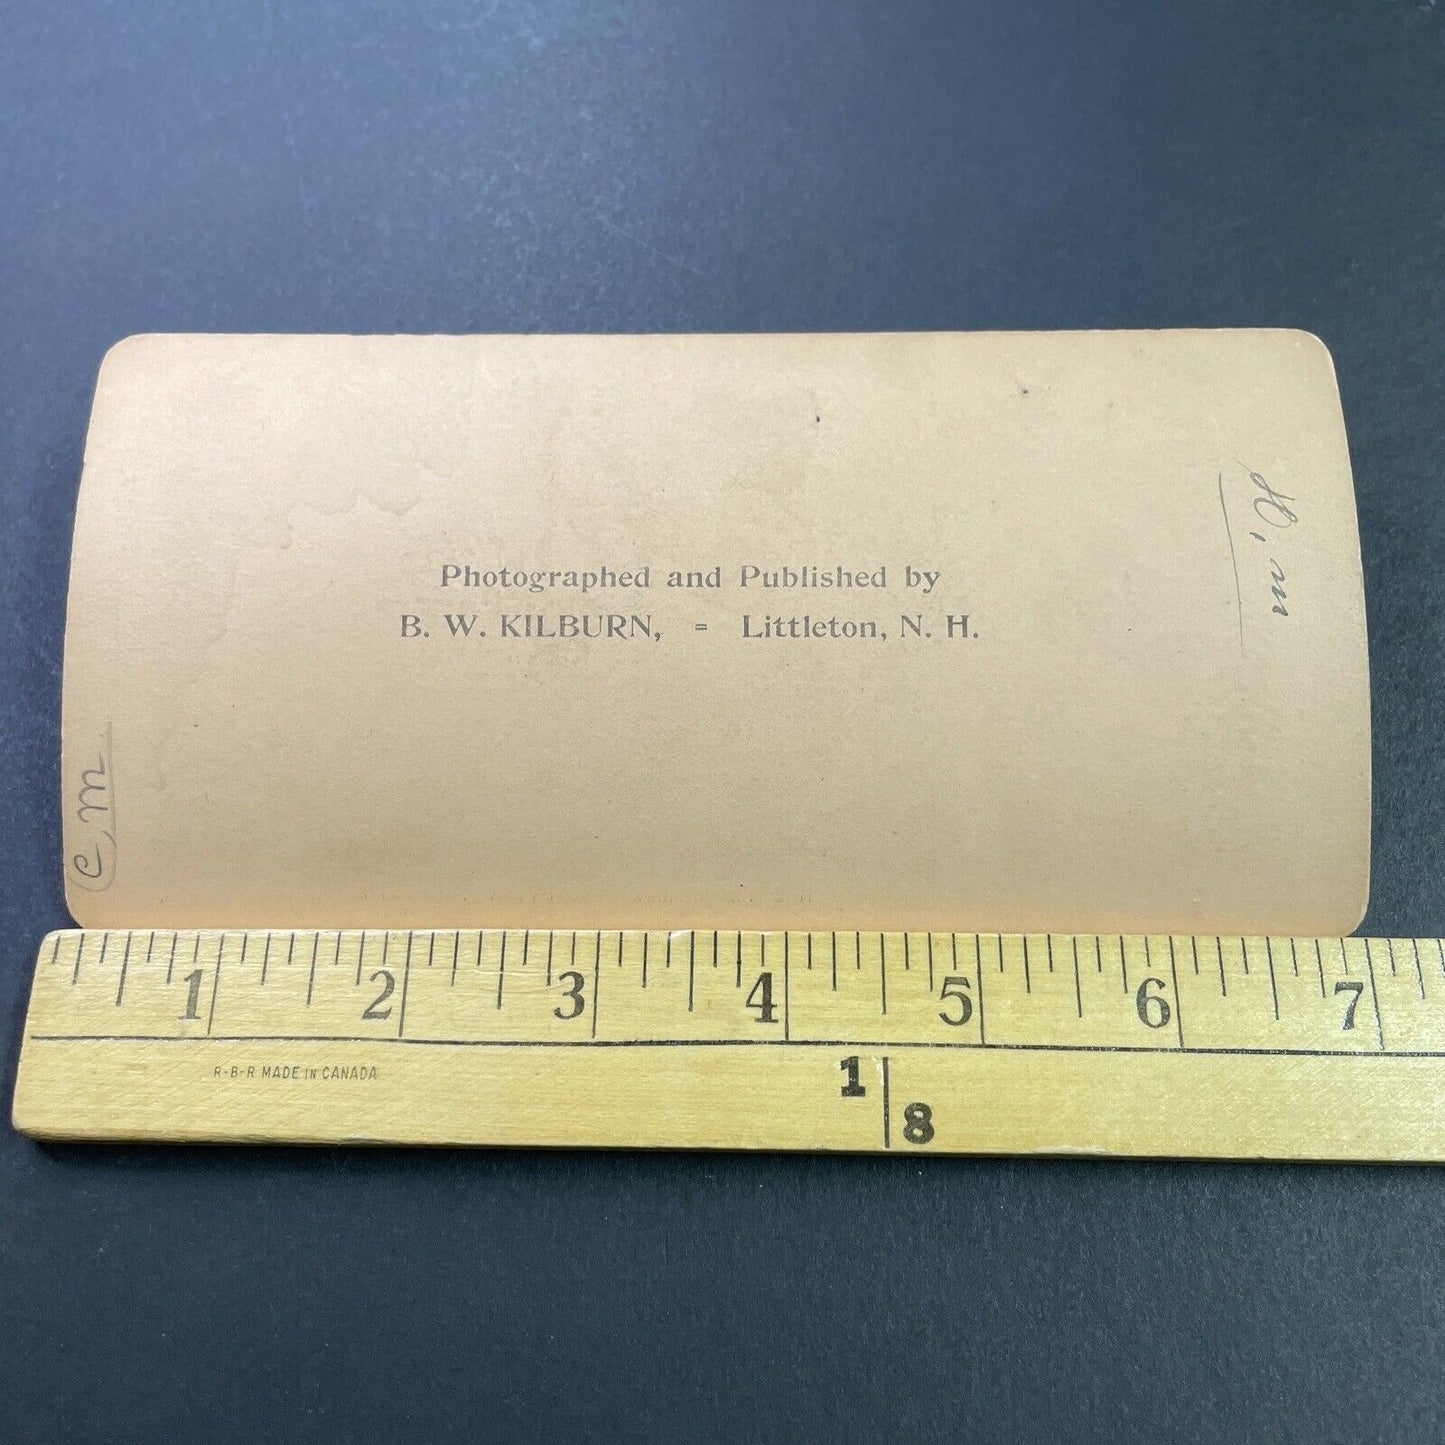 Photographed and Published by
B. W. KILBURN, = Littleton, N. H.
H, m
C, m
1 2 3 4 5 6 7
R-B-R MADE IN CANADA
1
8